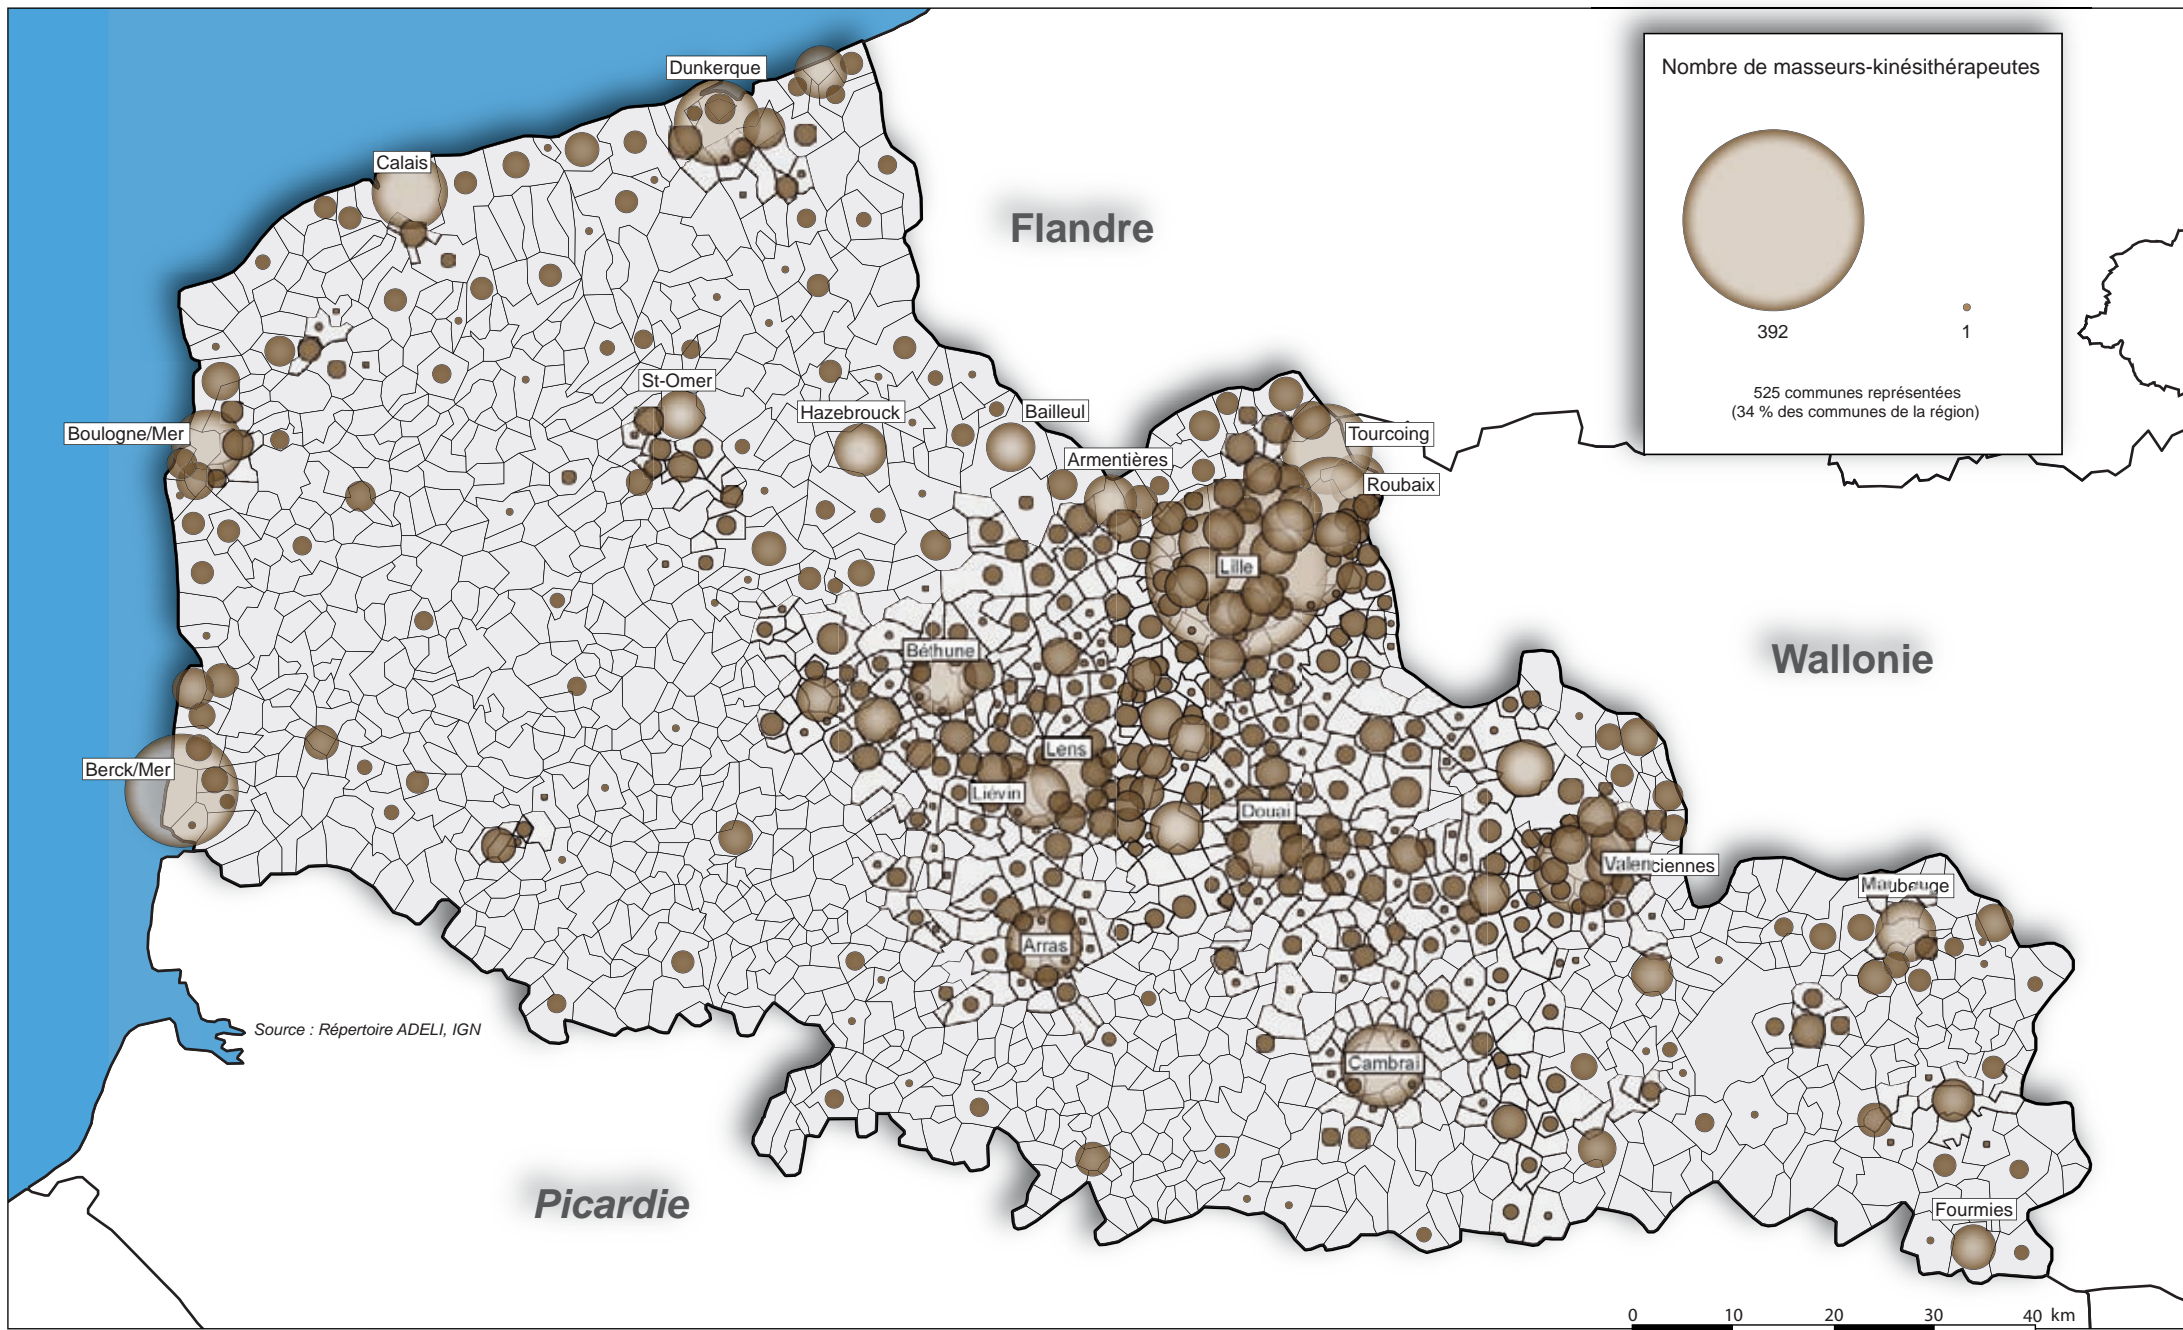 Nombre de masseurs-kinésithérapeutes
392
1
525 communes représentées
(34 % des communes de la région)
Dunkerque
Calais
Flandre
St-Omer
Hazebrouck
Bailleul
Boulogne/Mer
Tourcoing
Armentières
Roubaix
Lille
Béthune
Wallonie
Lens
Berck/Mer
Liévin
Douai
Valenciennes
Maubeuge
Arras
Source : Répertoire ADELI, IGN
Cambrai
Picardie
Fourmies
0 10 20 30 40 km